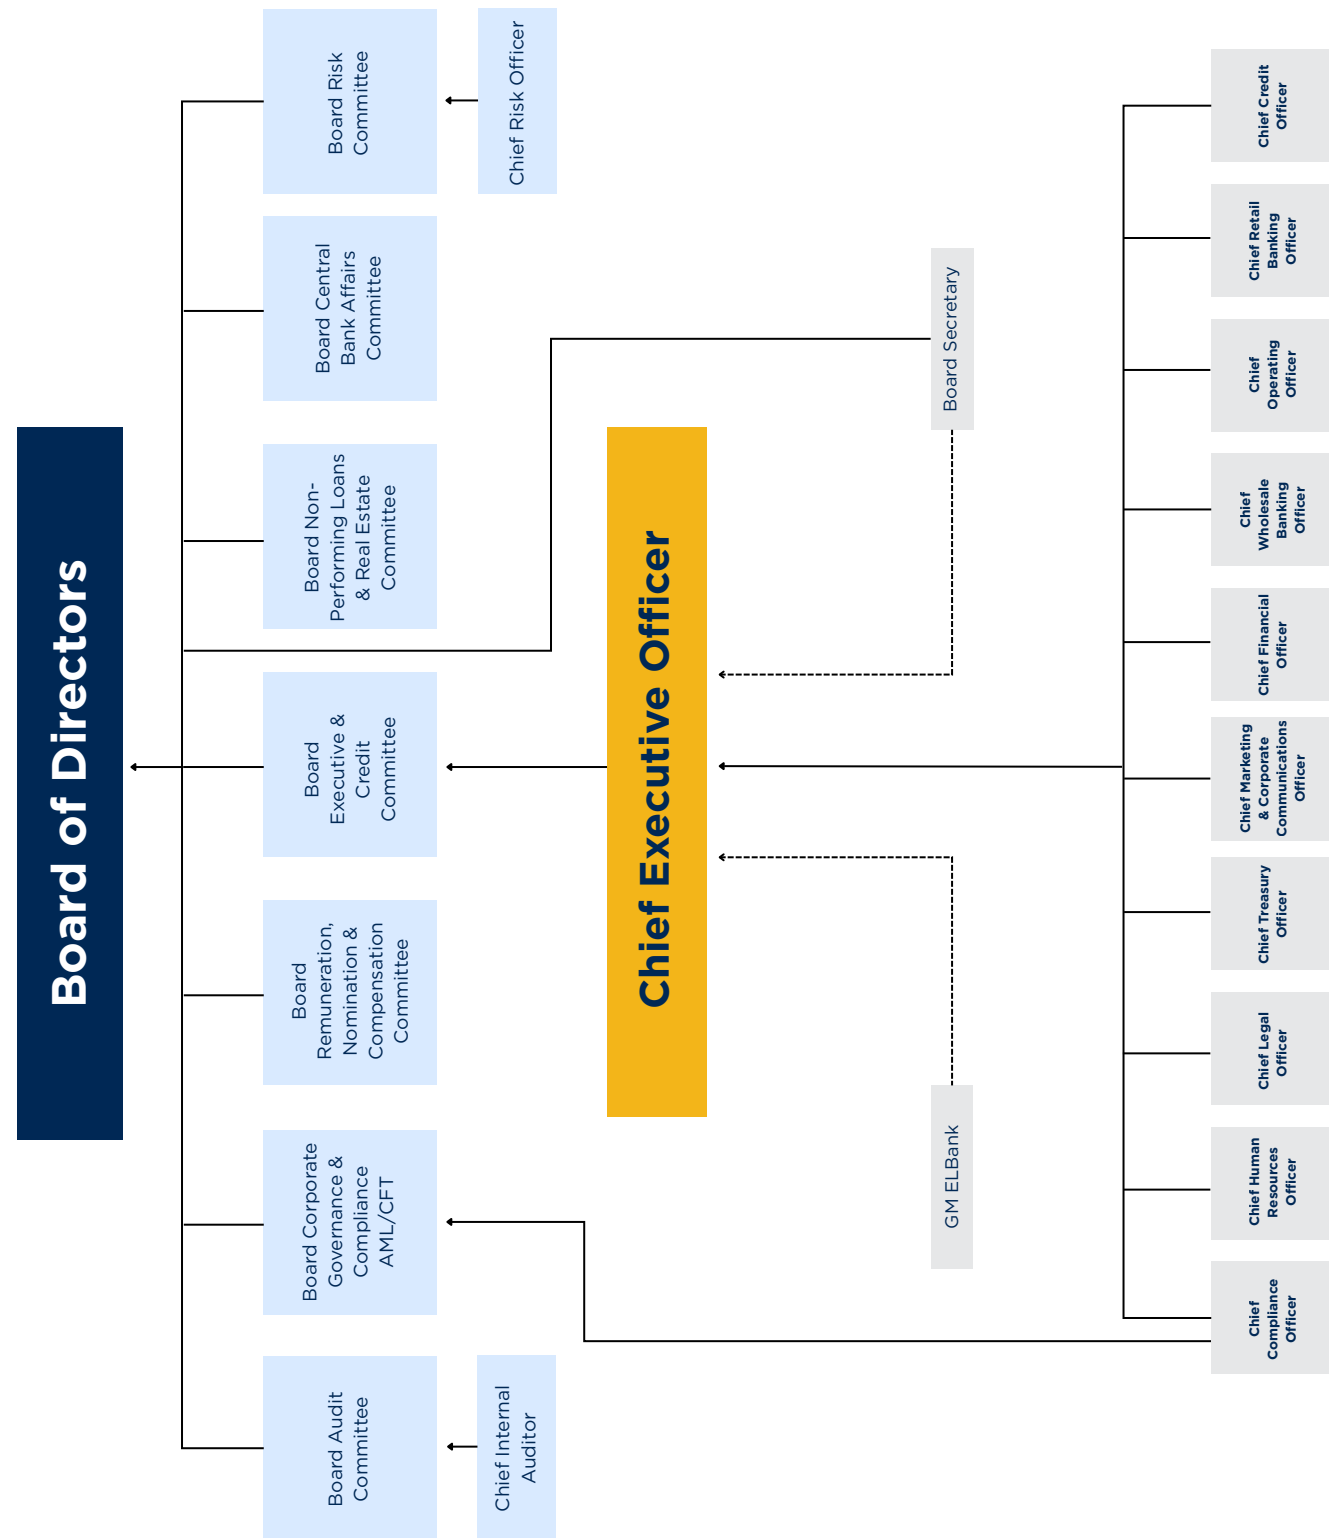 Board of Directors
Board Audit
Committee
Board Corporate
Governance &
Compliance
AML/CFT
Board
Remuneration,
Nomination &
Compensation
Committee
Board
Executive &
Credit
Committee
Board Non-
Performing Loans
& Real Estate
Committee
Board Central
Bank Affairs
Committee
Board Risk
Committee
Chief Internal
Auditor
Chief Risk Officer
Chief Executive Officer
GM ELBank
Board Secretary
Chief
Compliance
Officer
Chief Human
Resources
Officer
Chief Legal
Officer
Chief Treasury
Officer
Chief Marketing
& Corporate
Communications
Officer
Chief Financial
Officer
Chief
Wholesale
Banking
Officer
Chief
Operating
Officer
Chief Retail
Banking
Officer
Chief Credit
Officer